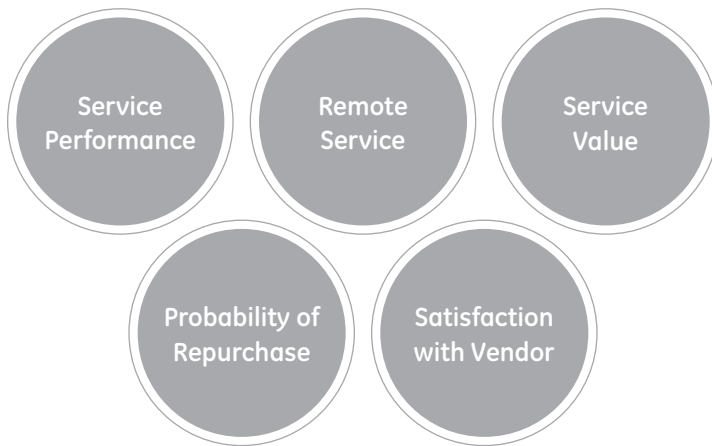 Service
Performance
Remote
Service
Service
Value
Probability of
Repurchase
Satisfaction
with Vendor